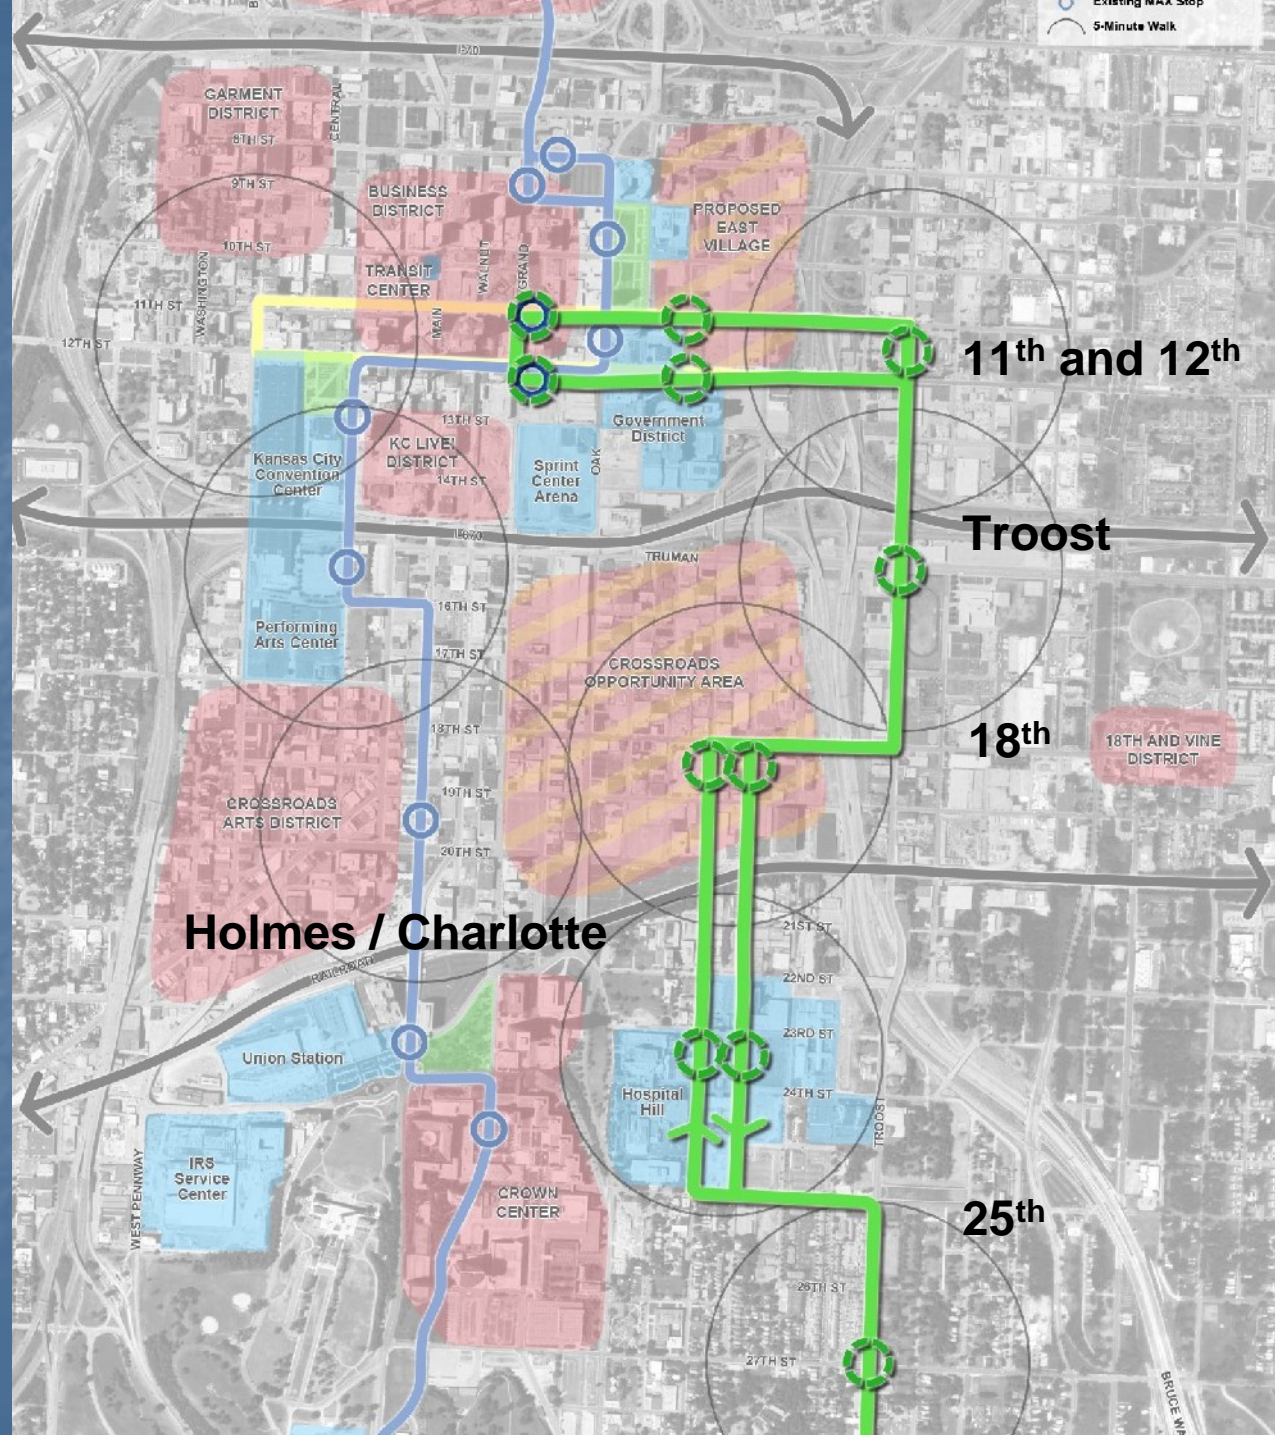 Existing MAX Stop
5-Minute Walk
I-70
GARMENT
DISTRICT
CENTRAL
8TH ST
9TH ST
BUSINESS
DISTRICT
PROPOSED
EAST
VILLAGE
10TH ST
WASHINGTON
WALNUT
GRAND
TRANSIT
CENTER
11TH ST
MAIN
12TH ST
11th and 12th
13TH ST
Government
District
KC LIVE!
DISTRICT
OAK
Kansas City
Convention
Center
14TH ST
Sprint
Center
Arena
I-670
Troost
TRUMAN
16TH ST
Performing
Arts Center
17TH ST
CROSSROADS
OPPORTUNITY AREA
18TH ST
18th
18TH AND VINE
DISTRICT
19TH ST
CROSSROADS
ARTS DISTRICT
20TH ST
Holmes / Charlotte
21ST ST
RAILROAD
22ND ST
23RD ST
Union Station
24TH ST
Hospital
Hill
TROOST
IRS
Service
Center
WEST PENNWAY
CROWN
CENTER
25th
26TH ST
27TH ST
BRUCE WA